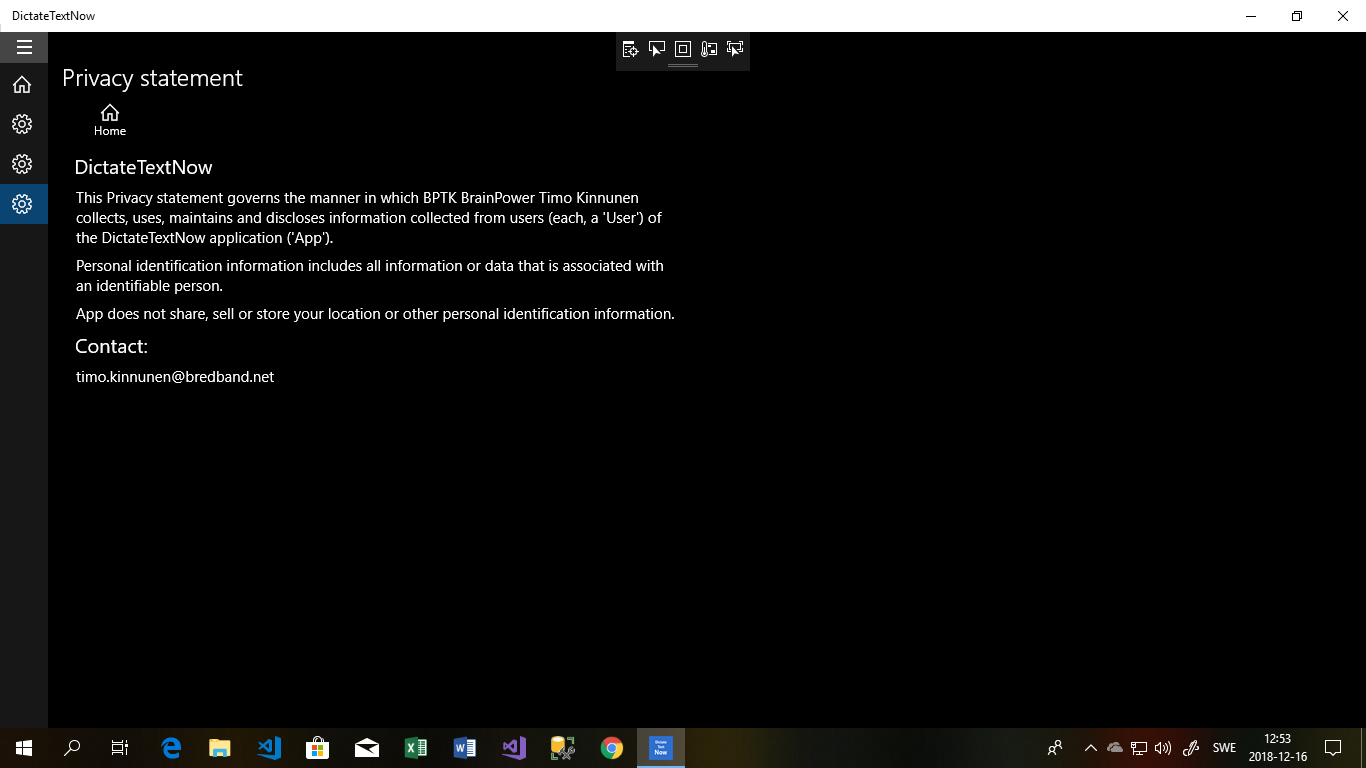 DictateTextNow
Privacy statement
Home
DictateTextNow
This Privacy statement governs the manner in which BPTK BrainPower Timo Kinnunen
collects, uses, maintains and discloses information collected from users (each, a 'User') of
the DictateTextNow application ('App').
Personal identification information includes all information or data that is associated with
an identifiable person.
App does not share, sell or store your location or other personal identification information.
Contact:
timo.kinnunen@bredband.net
Dictate
Text
Now
SWE
12:53
2018-12-16